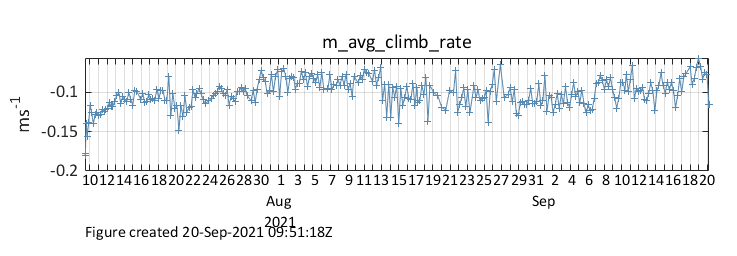 m_avg_climb_rate
ms-1
-0.1
-0.15
-0.2
10 12 14 16 18 20 22 24 26 28 30 1 3 5 7 9 11 13 15 17 19 21 23 25 27 29 31 2 4 6 8 10 12 14 16 18 20
Aug Sep
2021
Figure created 20-Sep-2021 09:51:18Z